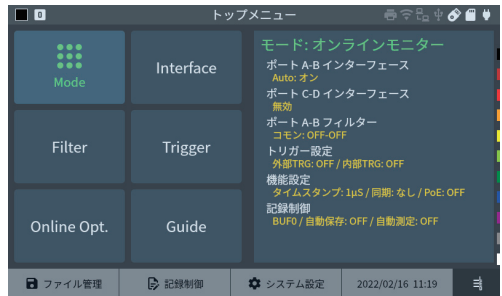 0
トップメニュー
Mode
Interface
Filter
Trigger
Online Opt.
Guide
モード: オンラインモニター
ポート A-B インターフェース
Auto: オン
ポート C-D インターフェース
無効
ポート A-B フィルター
コモン: OFF-OFF
トリガー設定
外部TRG: OFF / 内部TRG: OFF
機能設定
タイムスタンプ: 1μS / 同期: なし / PoE: OFF
記録制御
BUF0 / 自動保存: OFF / 自動測定: OFF
ファイル管理
記録制御
システム設定
2022/02/16 11:19